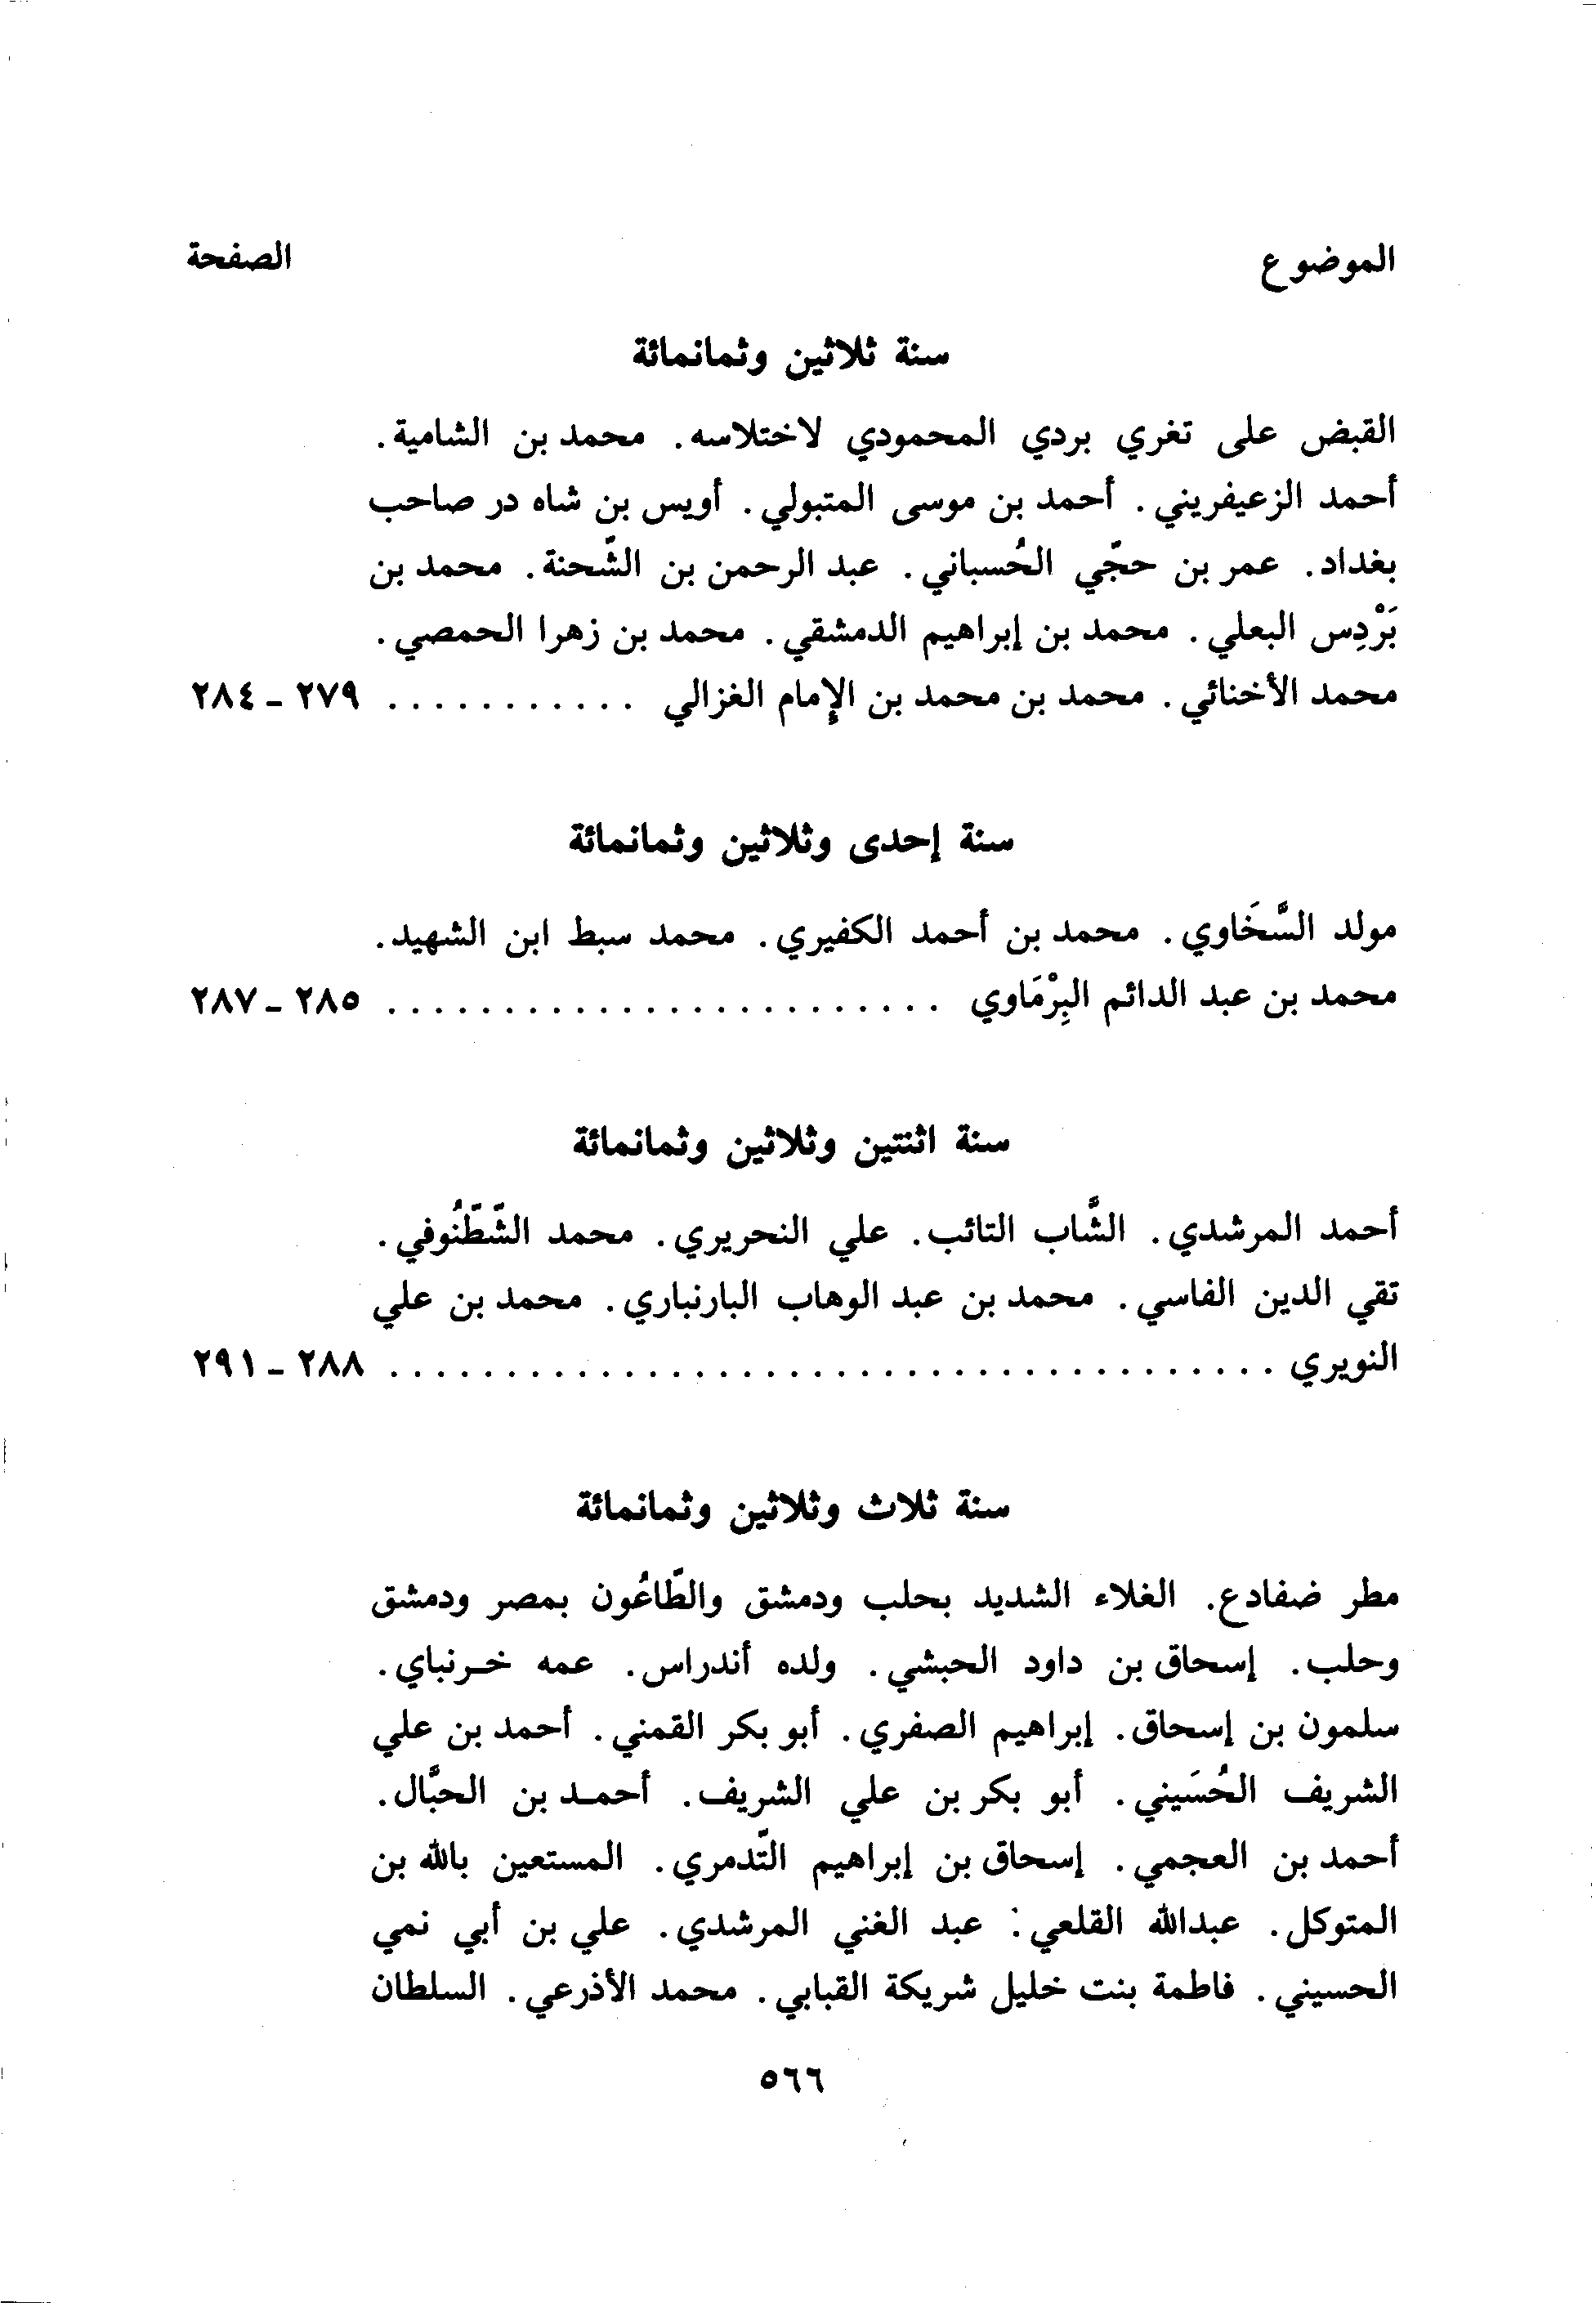 الموضوع الصفحة
سنة ثلاثين وثمانمائة
القبض على تغري بردي المحمودي لاختلاسه. محمد بن الشامية.
أحمد الزعيفريني. أحمد بن موسى المتبولي. أويس بن شاه در صاحب
بغداد. عمر بن حجّي الحُسباني. عبد الرحمن بن الشّحنة. محمد بن
بَرْدِس البعلي. محمد بن إبراهيم الدمشقي. محمد بن زهرا الحمصي.
محمد الأخنائي. محمد بن محمد بن الإمام الغزالي ........... ٢٧٩ - ٢٨٤
سنة إحدى وثلاثين وثمانمائة
مولد السَّخَاوي. محمد بن أحمد الكفيري. محمد سبط ابن الشهيد.
محمد بن عبد الدائم البِرْمَاوي ........................ ٢٨٥ - ٢٨٧
سنة اثنتين وثلاثين وثمانمائة
أحمد المرشدي. الشَّاب التائب. علي النحريري. محمد الشّطّنُوفي.
تقي الدين الفاسي. محمد بن عبد الوهاب البارنباري. محمد بن علي
النويري ...................................... ٢٨٨ - ٢٩١
سنة ثلاث وثلاثين وثمانمائة
مطر ضفادع. الغلاء الشديد بحلب ودمشق والطّاعُون بمصر ودمشق
وحلب. إسحاق بن داود الحبشي. ولده أندراس. عمه خـرنباي.
سلمون بن إسحاق. إبراهيم الصفري. أبو بكر القمني. أحمد بن علي
الشريف الحُسَيني. أبو بكر بن علي الشريف. أحمـد بن الحبَّال.
أحمد بن العجمي. إسحاق بن إبراهيم التّدمري. المستعين بالله بن
المتوكل. عبدالله القلعي: عبد الغني المرشدي. علي بن أبي نمي
الحسيني. فاطمة بنت خليل شريكة القبابي. محمد الأذرعي. السلطان
٥٦٦